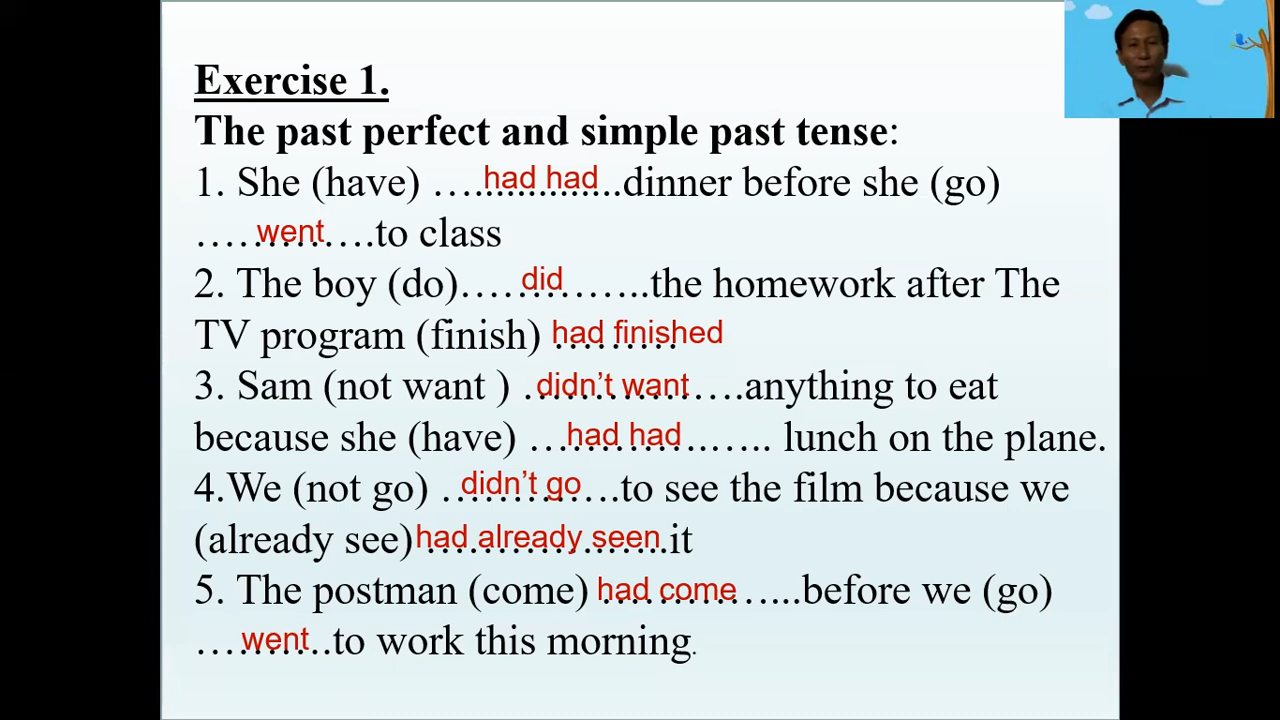 Exercise 1.
The past perfect and simple past tense:
1. She (have) ….had had……..dinner before she (go)
……went…….to class
2. The boy (do)……did………..the homework after The
TV program (finish) had finished
3. Sam (not want ) .didn’t want….anything to eat
because she (have) …had had…….. lunch on the plane.
4.We (not go) ..didn’t go…..to see the film because we
(already see)had already seen.it
5. The postman (come) had come…...before we (go)
…went..to work this morning.